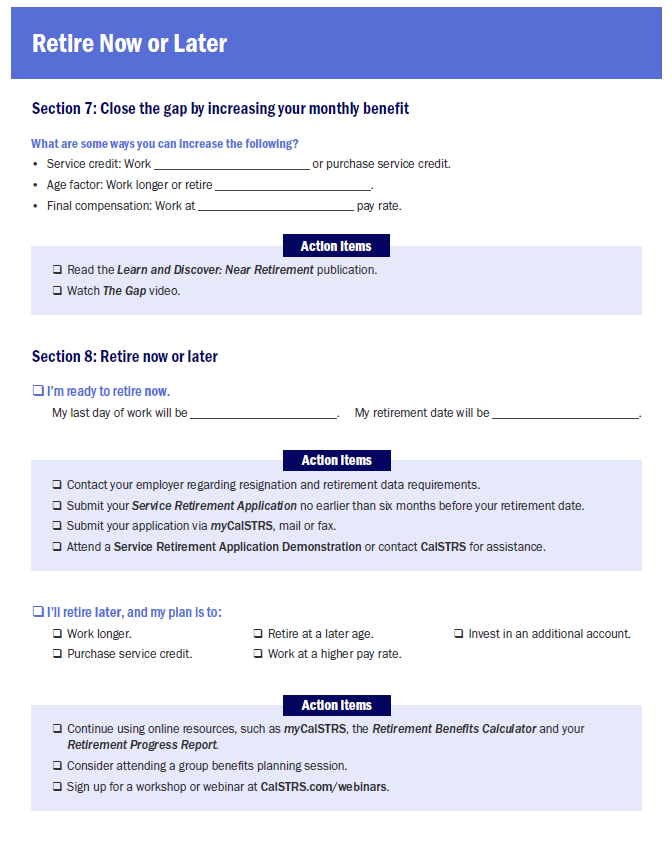 Retire Now or Later
Section 7: Close the gap by increasing your monthly benefit
What are some ways you can increase the following?
• Service credit: Work ________________________ or purchase service credit.
• Age factor: Work longer or retire ________________________.
• Final compensation: Work at ________________________ pay rate.
Action Items
❏ Read the Learn and Discover: Near Retirement publication.
❏ Watch The Gap video.
Section 8: Retire now or later
❏ I'm ready to retire now.
My last day of work will be ________________________. My retirement date will be ________________________.
Action Items
❏ Contact your employer regarding resignation and retirement data requirements.
❏ Submit your Service Retirement Application no earlier than six months before your retirement date.
❏ Submit your application via myCalSTRS, mail or fax.
❏ Attend a Service Retirement Application Demonstration or contact CalSTRS for assistance.
❏ I'll retire later, and my plan is to:
❏ Work longer. ❏ Retire at a later age. ❏ Invest in an additional account.
❏ Purchase service credit. ❏ Work at a higher pay rate.
Action Items
❏ Continue using online resources, such as myCalSTRS, the Retirement Benefits Calculator and your
Retirement Progress Report.
❏ Consider attending a group benefits planning session.
❏ Sign up for a workshop or webinar at CalSTRS.com/webinars.